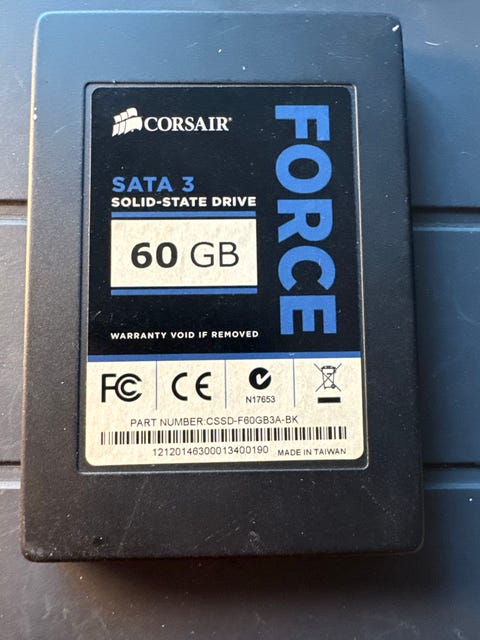 CORSAIR®
FORCE
SATA 3
SOLID-STATE DRIVE
60 GB
WARRANTY VOID IF REMOVED
FC CE
N17653
PART NUMBER:CSSD-F60GB3A-BK
12120146300013400190 MADE IN TAIWAN